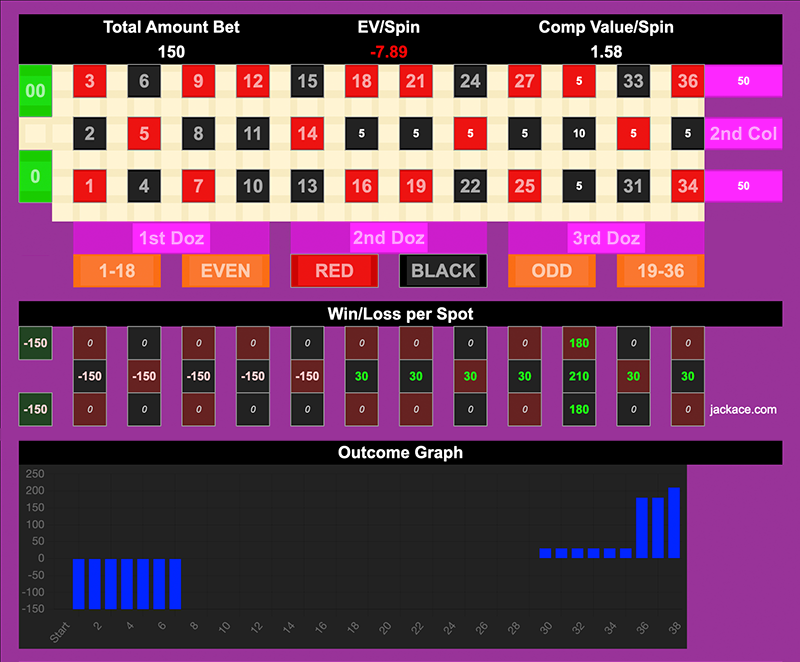 Total Amount Bet EV/Spin Comp Value/Spin
150 -7.89 1.58
00 3 6 9 12 15 18 21 24 27 5 33 36 50
2 5 8 11 14 5 5 5 5 10 5 5 2nd Col
0 1 4 7 10 13 16 19 22 25 5 31 34 50
1st Doz 2nd Doz 3rd Doz
1-18 EVEN RED BLACK ODD 19-36
Win/Loss per Spot
-150 0 0 0 0 0 0 0 0 0 180 0 0
-150 -150 -150 -150 -150 30 30 30 30 210 30 30
-150 0 0 0 0 0 0 0 0 0 180 0 0
jackace.com
Outcome Graph
250
200
150
100
50
0
-50
-100
-150
Start 2 4 6 8 10 12 14 16 18 20 22 24 26 28 30 32 34 36 38